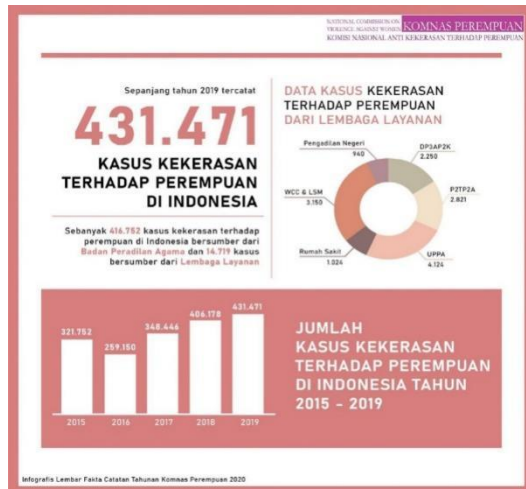 NATIONAL COMMISSION ON
VIOLENCE AGAINST WOMEN
KOMNAS PEREMPUAN
KOMISI NASIONAL ANTI KEKERASAN TERHADAP PEREMPUAN
Sepanjang tahun 2019 tercatat
431.471
KASUS KEKERASAN
TERHADAP PEREMPUAN
DI INDONESIA
Sebanyak 416.752 kasus kekerasan terhadap
perempuan di Indonesia bersumber dari
Badan Peradilan Agama dan 14.719 kasus
bersumber dari Lembaga Layanan
DATA KASUS KEKERASAN
TERHADAP PEREMPUAN
DARI LEMBAGA LAYANAN
Pengadilan Negeri
940
DP3AP2K
2.250
WCC & LSM
3.150
P2TP2A
2.821
Rumah Sakil
1.024
UPPA
4.124
321.752
259.150
348.446
406.178
431.471
2015
2016
2017
2018
2019
JUMLAH
KASUS KEKERASAN
TERHADAP PEREMPUAN
DI INDONESIA TAHUN
2015 - 2019
Infografis Lembar Fakta Catatan Tahunan Komnas Perempuan 2020